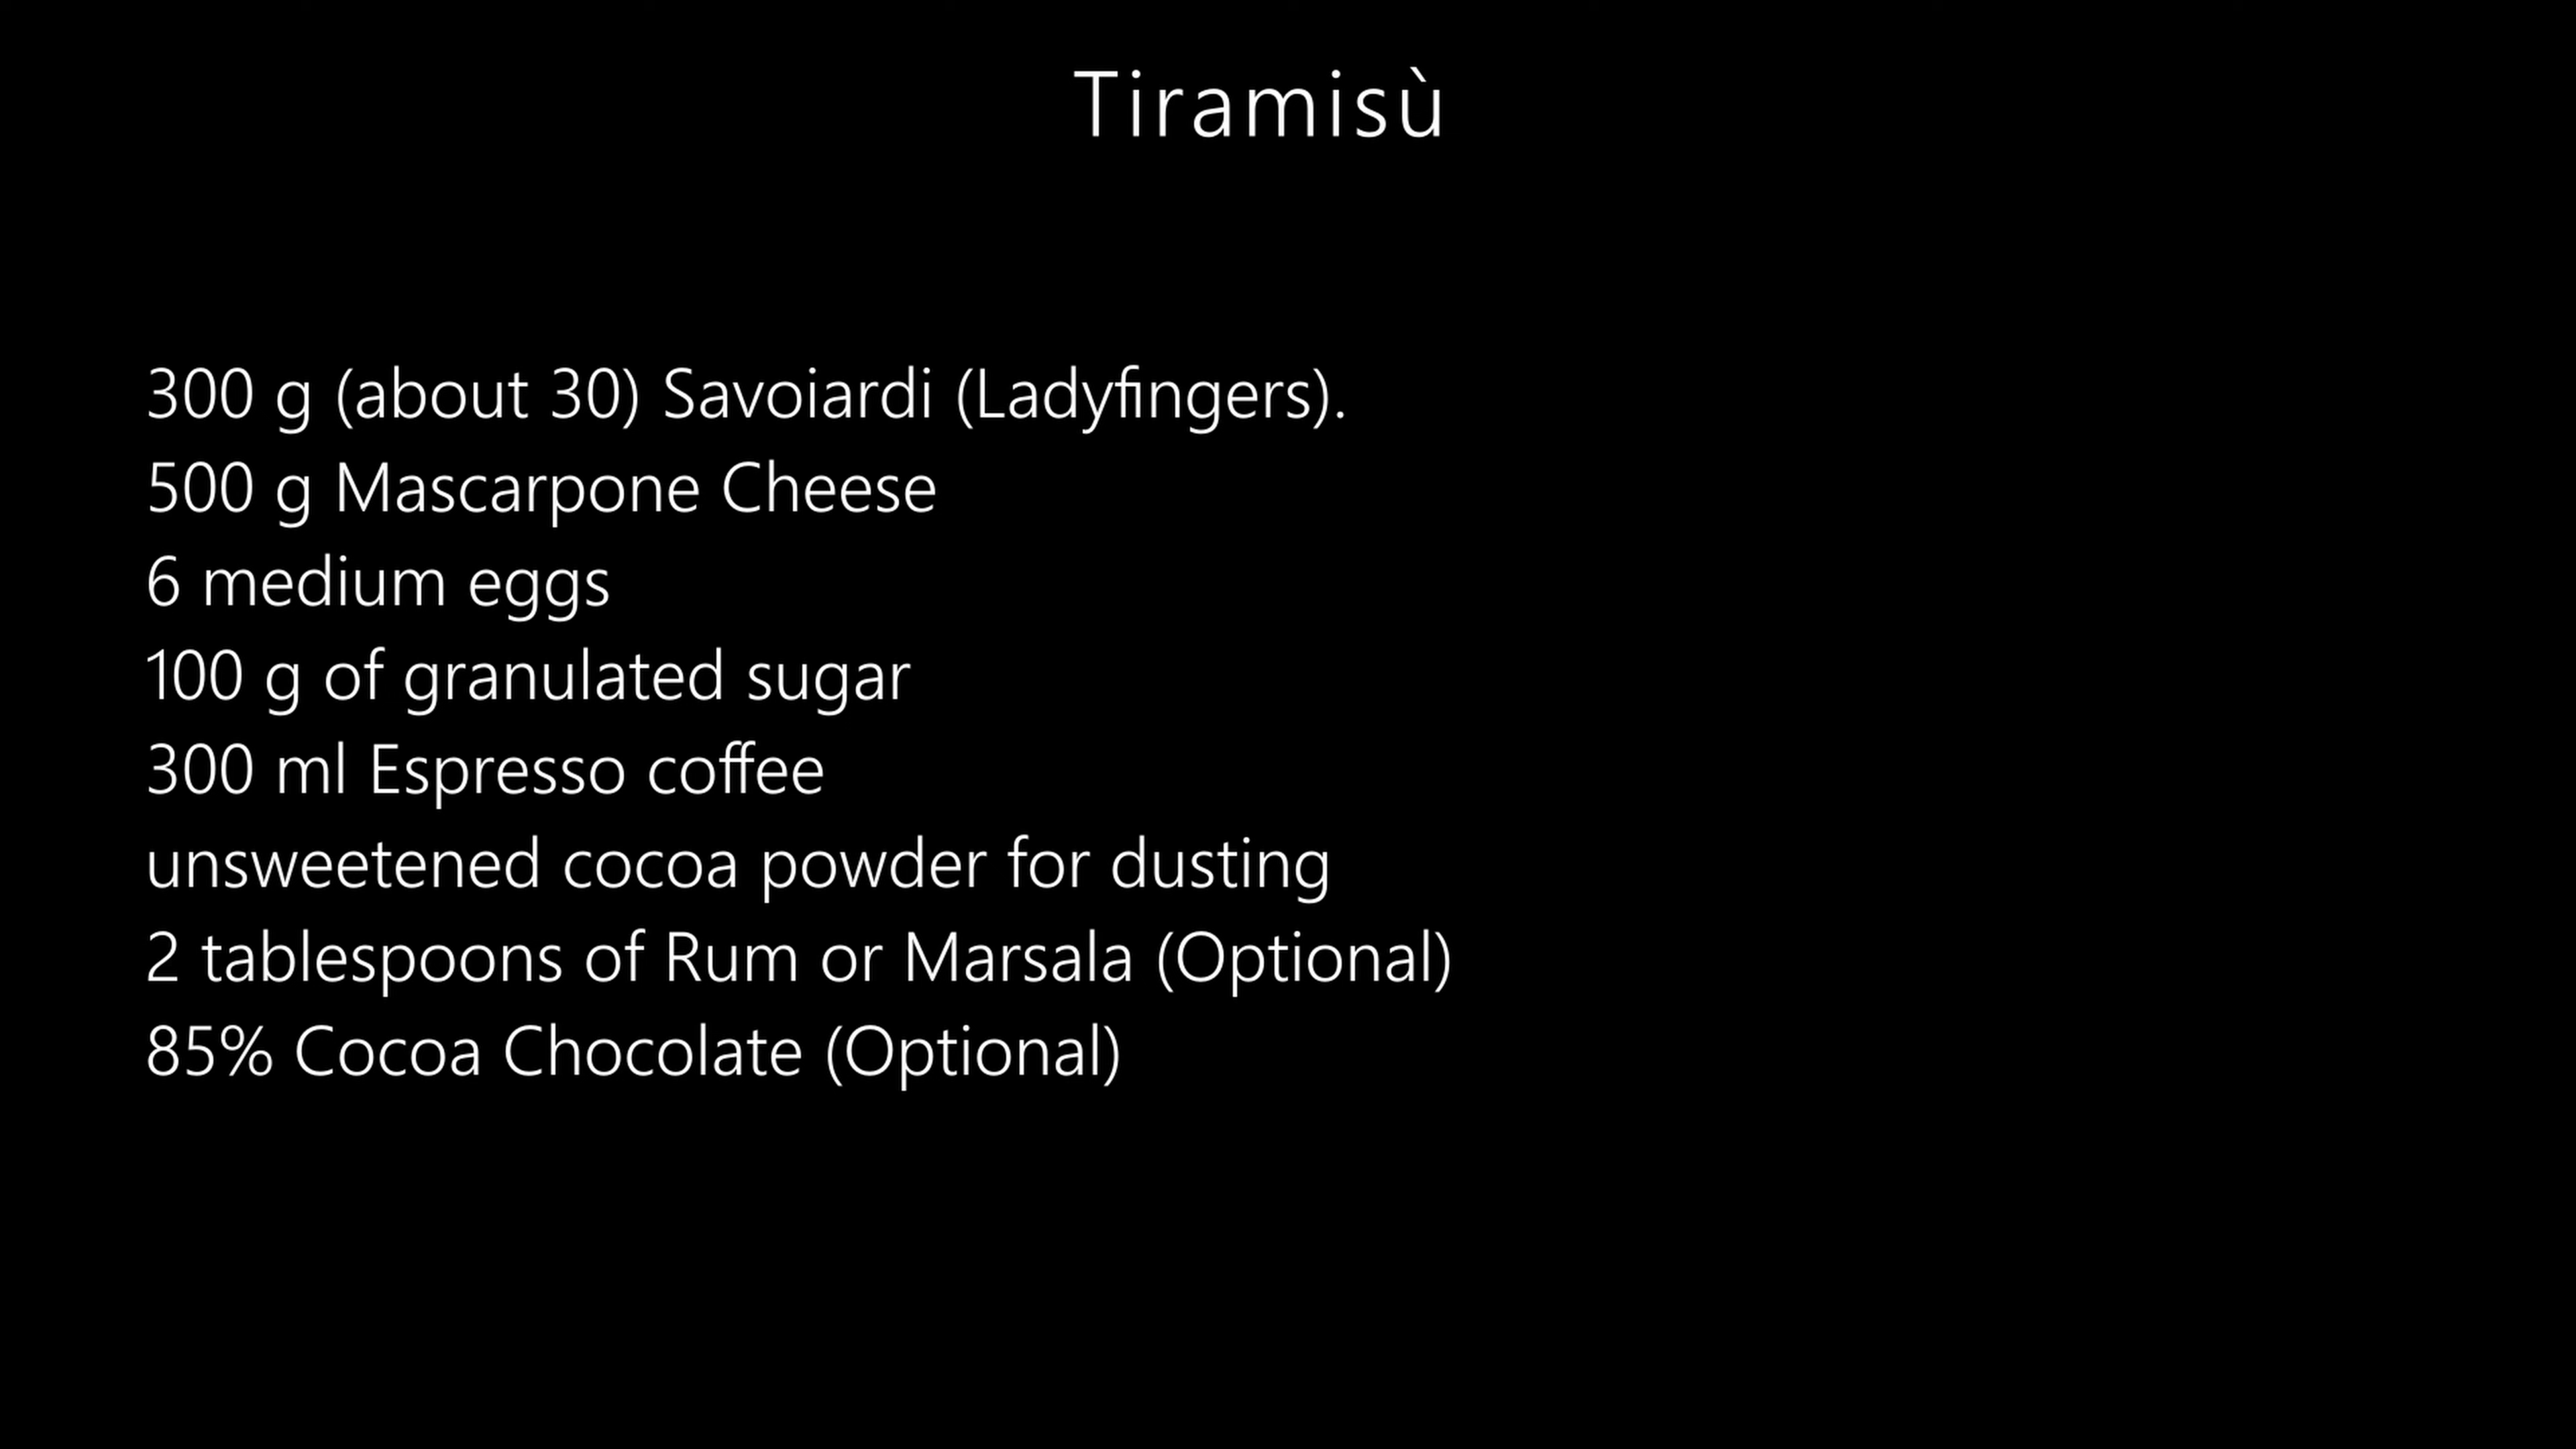 Tiramisù
300 g (about 30) Savoiardi (Ladyfingers).
500 g Mascarpone Cheese
6 medium eggs
100 g of granulated sugar
300 ml Espresso coffee
unsweetened cocoa powder for dusting
2 tablespoons of Rum or Marsala (Optional)
85% Cocoa Chocolate (Optional)